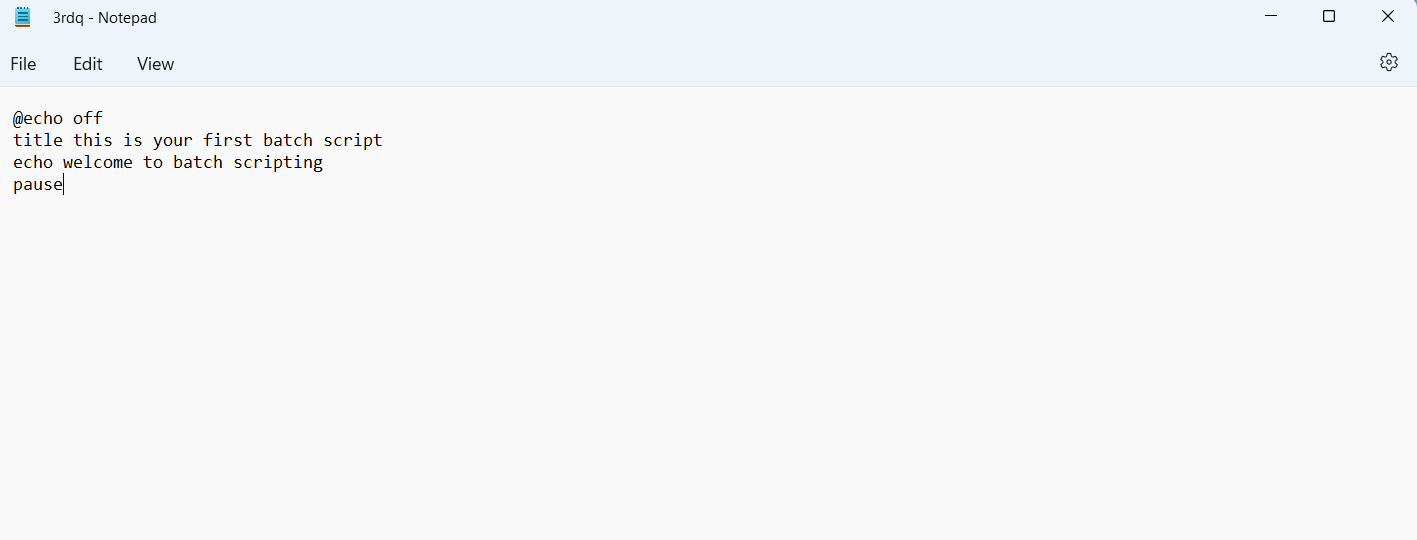 3rdq - Notepad
File Edit View
@echo off
title this is your first batch script
echo welcome to batch scripting
pause